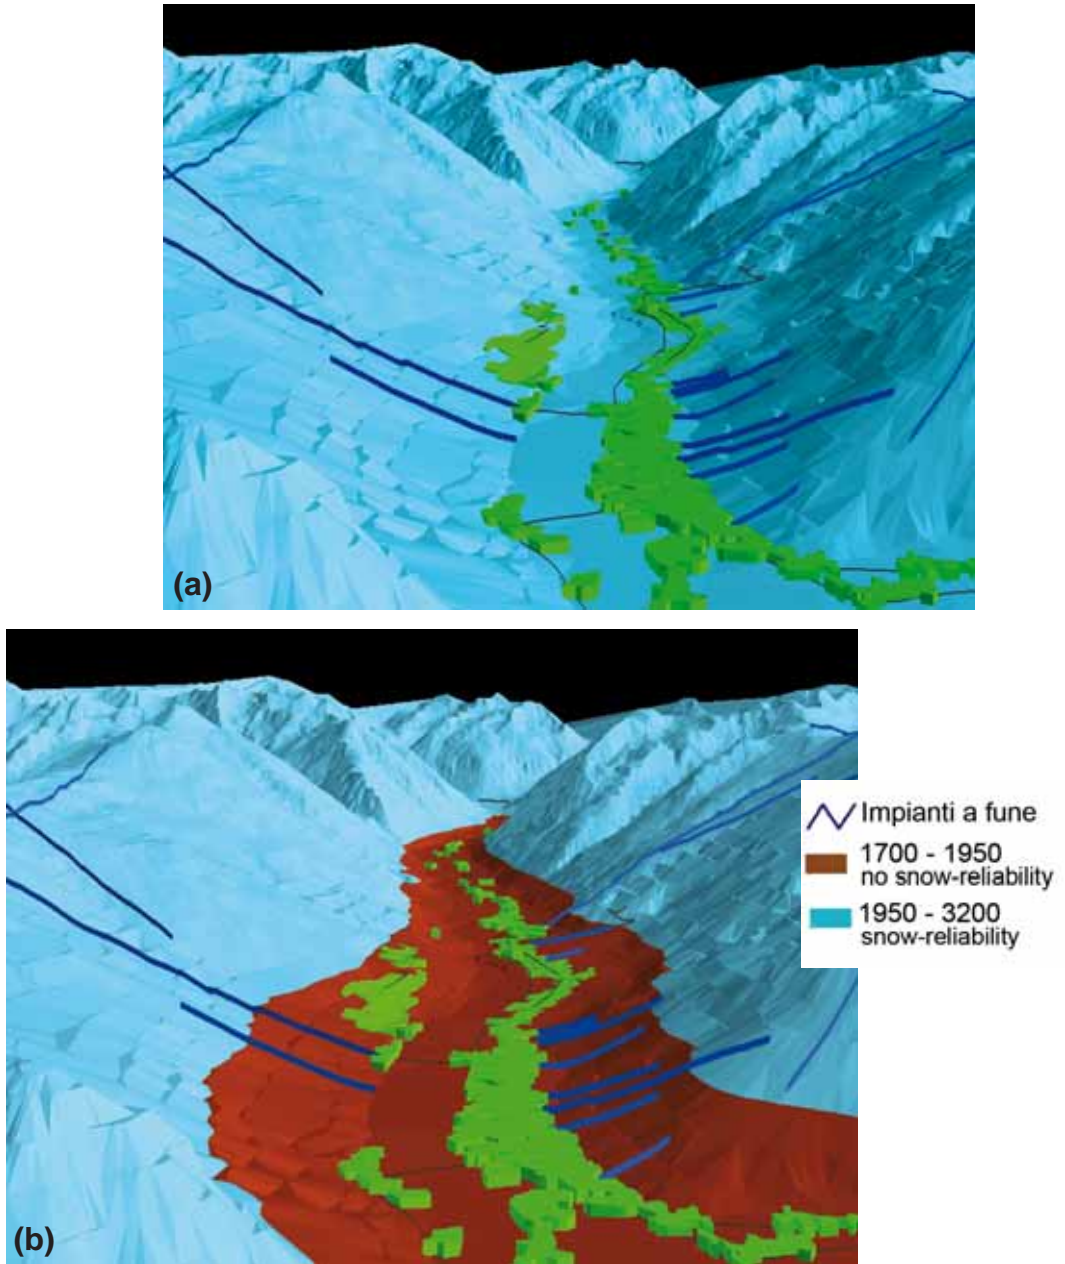 (a)
Impianti a fune
1700 - 1950
no snow-reliability
1950 - 3200
snow-reliability
(b)